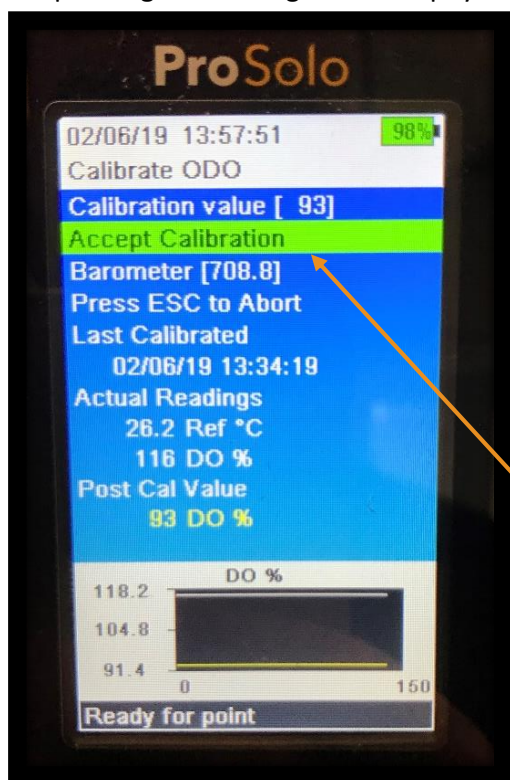 ProSolo
02/06/19 13:57:51 98%
Calibrate ODO
Calibration value [ 93]
Accept Calibration
Barometer [708.8]
Press ESC to Abort
Last Calibrated
02/06/19 13:34:19
Actual Readings
26.2 Ref °C
116 DO %
Post Cal Value
93 DO %
DO %
118.2
104.8
91.4
0 150
Ready for point